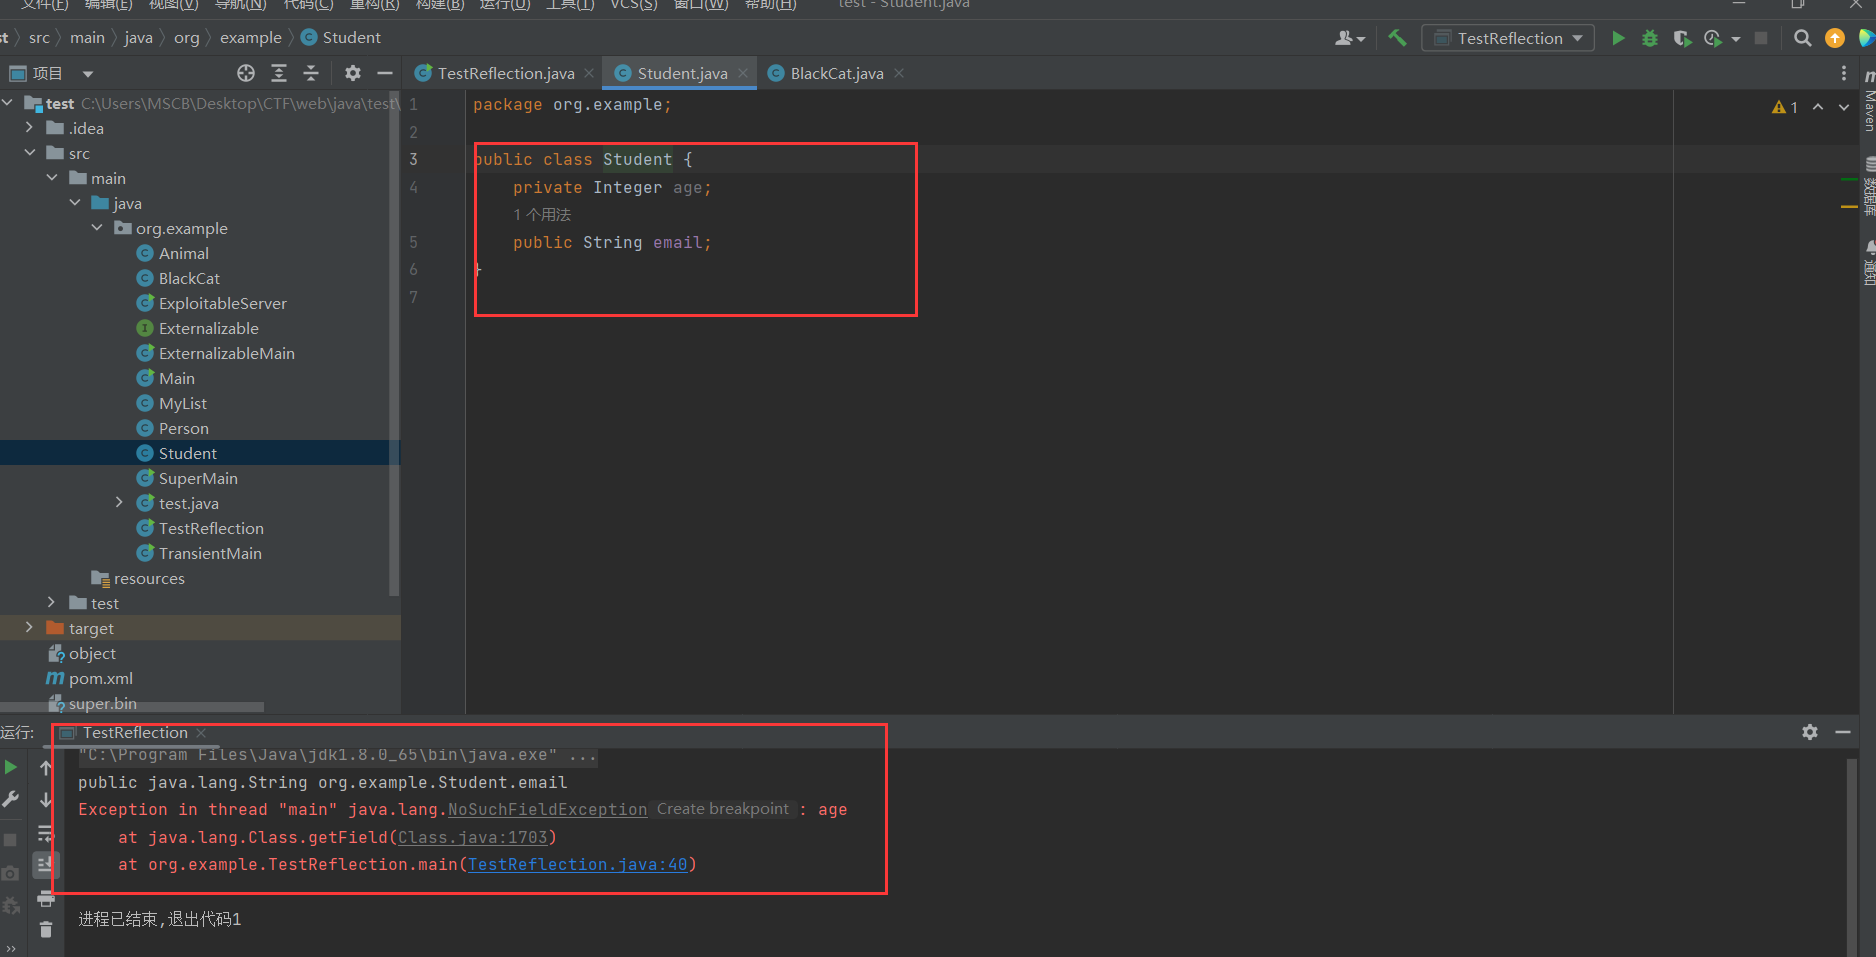 文件(F) 编辑(E) 视图(V) 导航(N) 代码(C) 重构(R) 构建(B) 运行(U) 工具(T) VCS(S) 窗口(W) 帮助(H) test - Student.java
st 〉 src 〉 main 〉 java 〉 org 〉 example 〉 Student
TestReflection
项目
TestReflection.java
Student.java
BlackCat.java
test C:\Users\MSCB\Desktop\CTF\web\java\test\
.idea
src
main
java
org.example
Animal
BlackCat
ExploitableServer
Externalizable
ExternalizableMain
Main
MyList
Person
Student
SuperMain
test.java
TestReflection
TransientMain
resources
test
target
object
pom.xml
super.bin
1 package org.example;
2
3 public class Student {
4 private Integer age;
1 个用法
5 public String email;
6 }
7
1
Maven
数据库
通知
运行: TestReflection
"C:\Program Files\Java\jdk1.8.0_65\bin\java.exe" ...
public java.lang.String org.example.Student.email
Exception in thread "main" java.lang.NoSuchFieldException Create breakpoint : age
at java.lang.Class.getField(Class.java:1703)
at org.example.TestReflection.main(TestReflection.java:40)
进程已结束,退出代码1